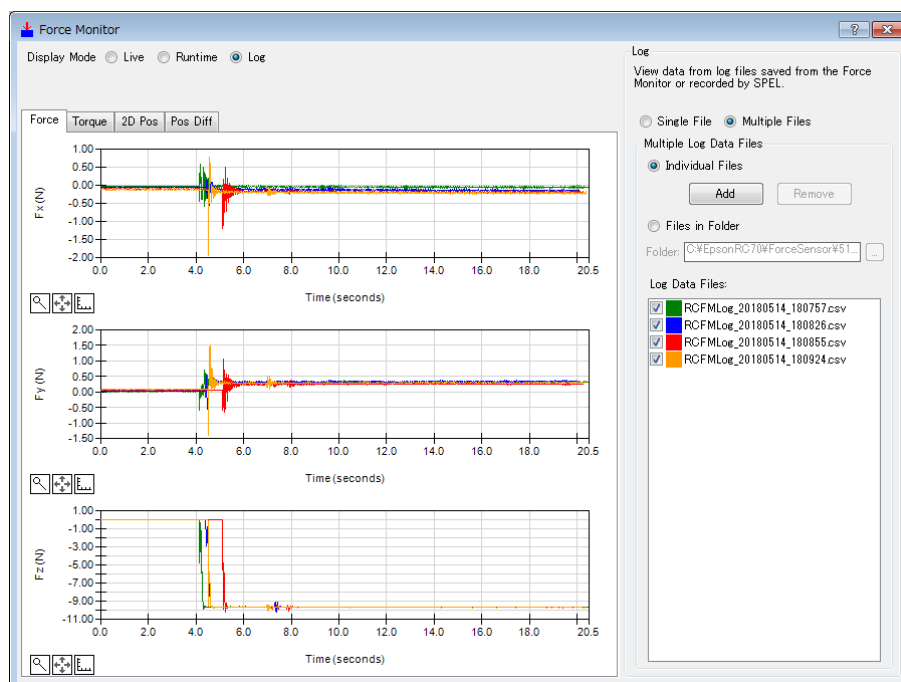 Force Monitor
Display Mode Live Runtime Log
Force Torque 2D Pos Pos Diff
1.00
0.50
0.00
-0.50
-1.00
-1.50
-2.00
Fx (N)
0.0 2.0 4.0 6.0 8.0 10.0 12.0 14.0 16.0 18.0 20.5
Time (seconds)
2.00
1.50
1.00
0.50
0.00
-0.50
-1.00
-1.50
Fy (N)
0.0 2.0 4.0 6.0 8.0 10.0 12.0 14.0 16.0 18.0 20.5
Time (seconds)
1.00
-1.00
-3.00
-5.00
-7.00
-9.00
-11.00
Fz (N)
0.0 2.0 4.0 6.0 8.0 10.0 12.0 14.0 16.0 18.0 20.5
Time (seconds)
Log
View data from log files saved from the Force
Monitor or recorded by SPEL.
Single File Multiple Files
Multiple Log Data Files
Individual Files
Add Remove
Files in Folder
Folder: C:¥EpsonRC70¥ForceSensor¥51... ...
Log Data Files:
RCFMLog_20180514_180757.csv
RCFMLog_20180514_180826.csv
RCFMLog_20180514_180855.csv
RCFMLog_20180514_180924.csv